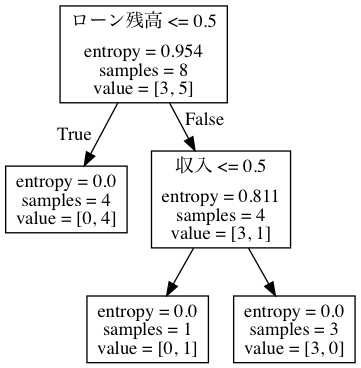 ローン残高 <= 0.5
entropy = 0.954
samples = 8
value = [3, 5]
True
False
entropy = 0.0
samples = 4
value = [0, 4]
収入 <= 0.5
entropy = 0.811
samples = 4
value = [3, 1]
entropy = 0.0
samples = 1
value = [0, 1]
entropy = 0.0
samples = 3
value = [3, 0]